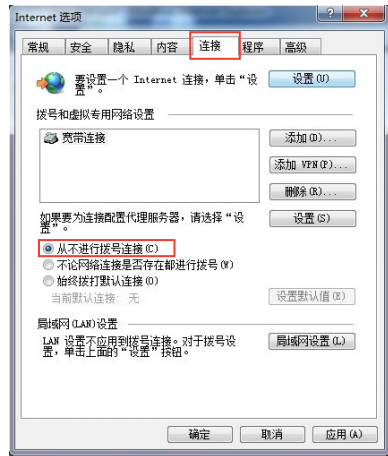 Internet 选项
常规 安全 隐私 内容 连接 程序 高级
要设置一个 Internet 连接，单击“设
置”。
设置(U)
拨号和虚拟专用网络设置
宽带连接
添加(D)...
添加 VPN(P)...
删除(R)...
如果要为连接配置代理服务器，请选择“设
置”。
设置(S)
从不进行拨号连接(C)
不论网络连接是否存在都进行拨号(W)
始终拨打默认连接(O)
当前默认连接： 无
设置默认值(E)
局域网(LAN)设置
LAN 设置不应用到拨号连接。对于拨号设
置，单击上面的“设置”按钮。
局域网设置(L)
确定 取消 应用(A)